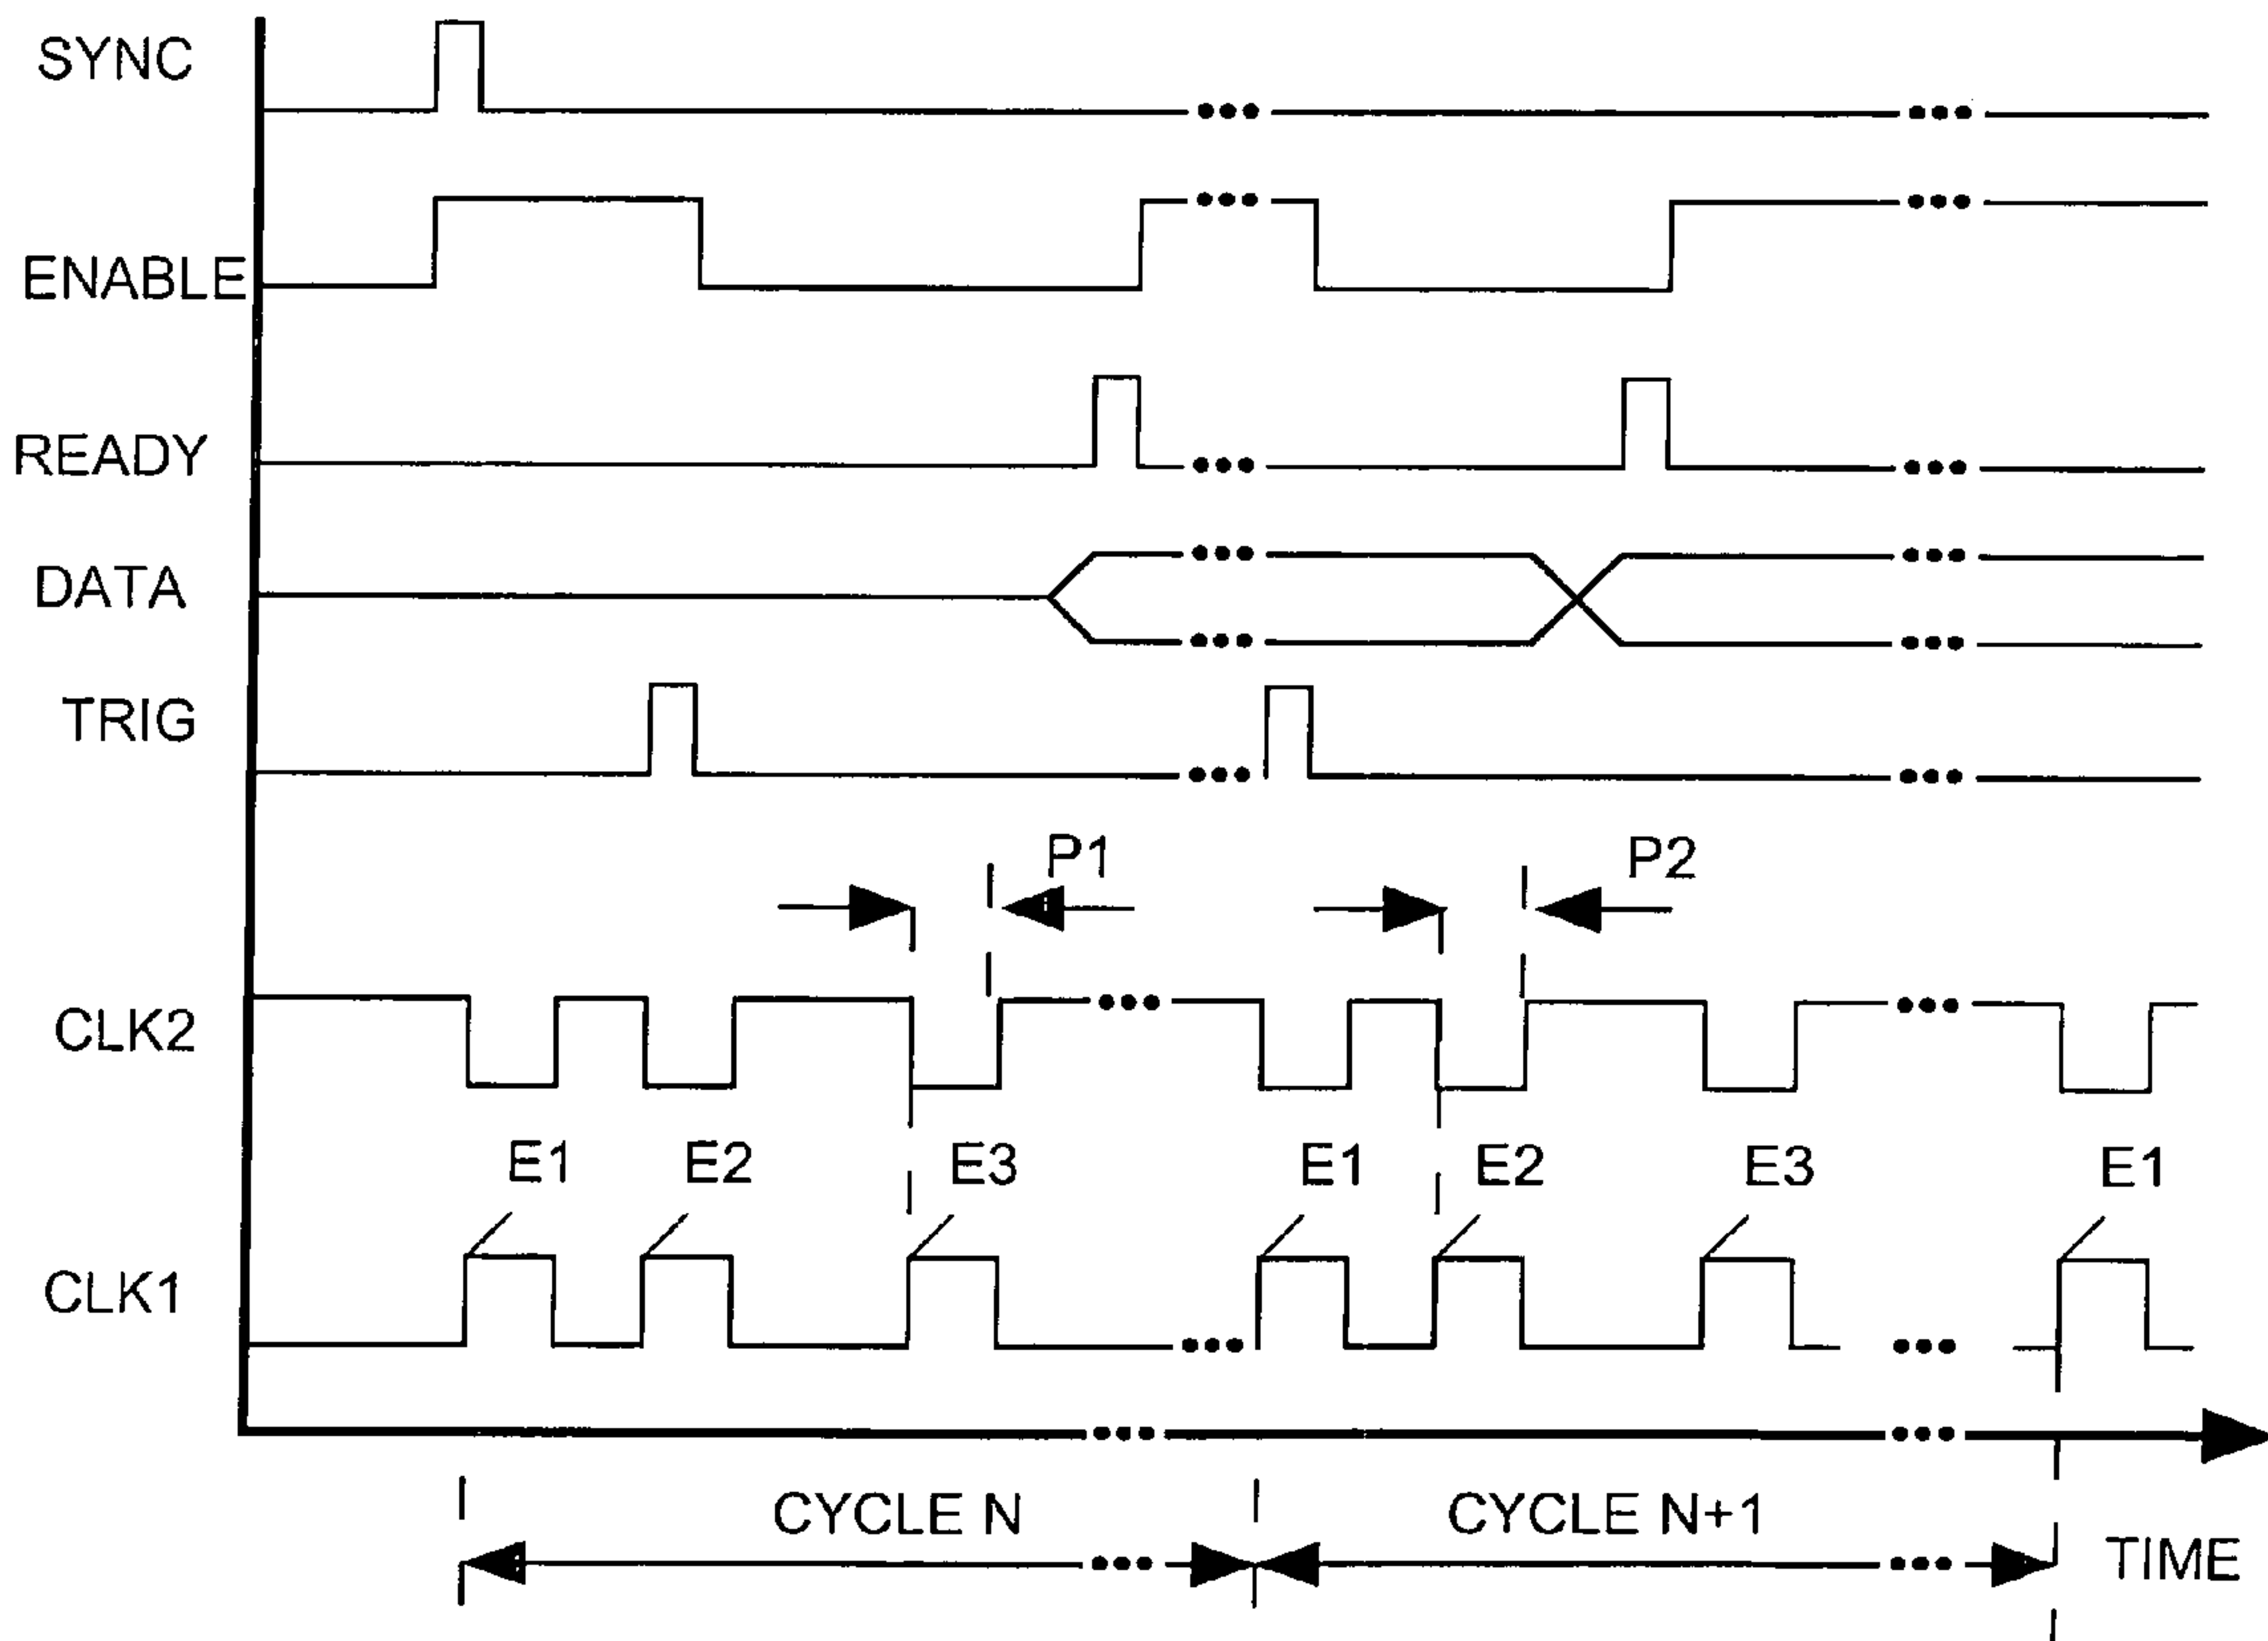 SYNC
ENABLE
READY
DATA
TRIG
P1 P2
CLK2
E1 E2 E3 E1 E2 E3 E1
CLK1
CYCLE N CYCLE N+1
TIME